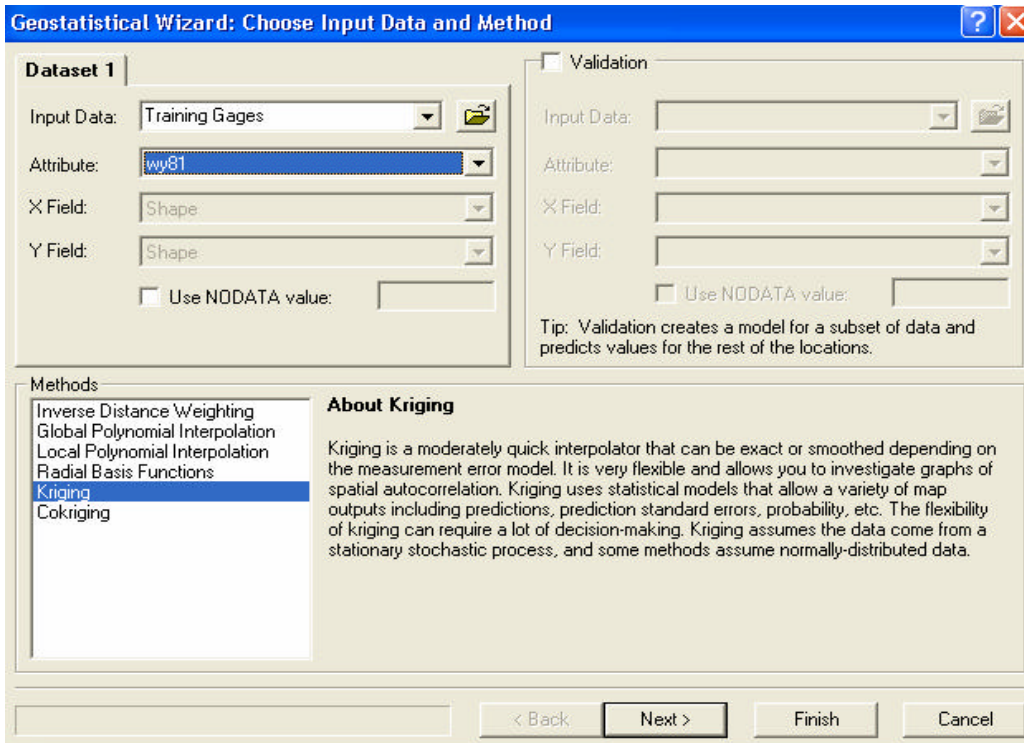 Geostatistical Wizard: Choose Input Data and Method
Dataset 1
Input Data: Training Gages
Attribute: wy81
X Field: Shape
Y Field: Shape
Use NODATA value:
Validation
Input Data:
Attribute:
X Field:
Y Field:
Use NODATA value:
Tip: Validation creates a model for a subset of data and
predicts values for the rest of the locations.
Methods
Inverse Distance Weighting
Global Polynomial Interpolation
Local Polynomial Interpolation
Radial Basis Functions
Kriging
Cokriging
About Kriging
Kriging is a moderately quick interpolator that can be exact or smoothed depending on
the measurement error model. It is very flexible and allows you to investigate graphs of
spatial autocorrelation. Kriging uses statistical models that allow a variety of map
outputs including predictions, prediction standard errors, probability, etc. The flexibility
of kriging can require a lot of decision-making. Kriging assumes the data come from a
stationary stochastic process, and some methods assume normally-distributed data.
< Back Next > Finish Cancel